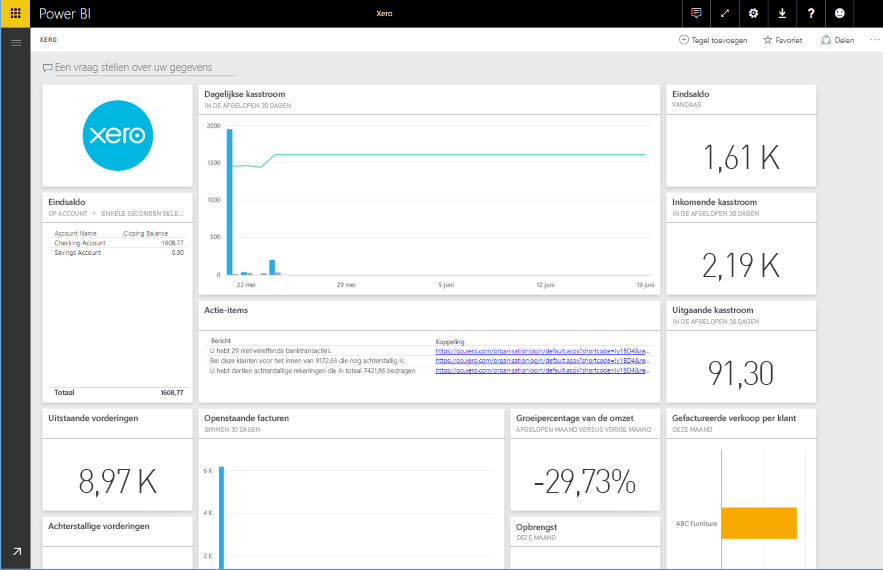 Power BI
Xero
XERO
Tegel toevoegen
Favoriet
Delen
Een vraag stellen over uw gegevens
xero
Dagelijkse kasstroom
IN DE AFGELOPEN 30 DAGEN
2000
1500
1000
500
0
22 mei
29 mei
5 juni
12 juni
19 juni
Eindsaldo
VANDAAG
1,61 K
Eindsaldo
OP ACCOUNT • ENKELE SECONDEN GELE...
Account Name Closing Balance
Checking Account 1608.77
Savings Account 0.00
Totaal 1608,77
Inkomende kasstroom
IN DE AFGELOPEN 30 DAGEN
2,19 K
Actie-items
Bericht Koppeling
U hebt 29 niet-vereffende banktransacties. https://go.xero.com/organisationlogin/default.aspx?shortcode=!y1BD4&re...
Bel deze klanten voor het innen van 9172,63 die nog achterstallig is. https://go.xero.com/organisationlogin/default.aspx?shortcode=!y1BD4&re...
U hebt dertien achterstallige rekeningen die in totaal 7421,86 bedragen. https://go.xero.com/organisationlogin/default.aspx?shortcode=!y1BD4&re...
Uitgaande kasstroom
IN DE AFGELOPEN 30 DAGEN
91,30
Uitstaande vorderingen
8,97 K
Openstaande facturen
BINNEN 30 DAGEN
6 K
4 K
2 K
Groeipercentage van de omzet
AFGELOPEN MAAND VERSUS VORIGE MAAND
-29,73%
Gefactureerde verkoop per klant
DEZE MAAND
ABC Furniture
Achterstallige vorderingen
Opbrengst
DEZE MAAND